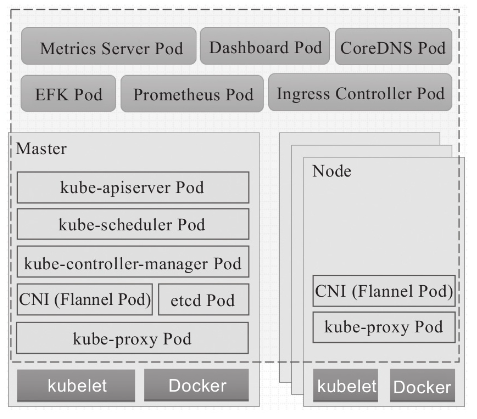 Metrics Server Pod
Dashboard Pod
CoreDNS Pod
EFK Pod
Prometheus Pod
Ingress Controller Pod
Master
kube-apiserver Pod
kube-scheduler Pod
kube-controller-manager Pod
CNI (Flannel Pod)
etcd Pod
kube-proxy Pod
kubelet
Docker
Node
CNI (Flannel Pod)
kube-proxy Pod
kubelet
Docker